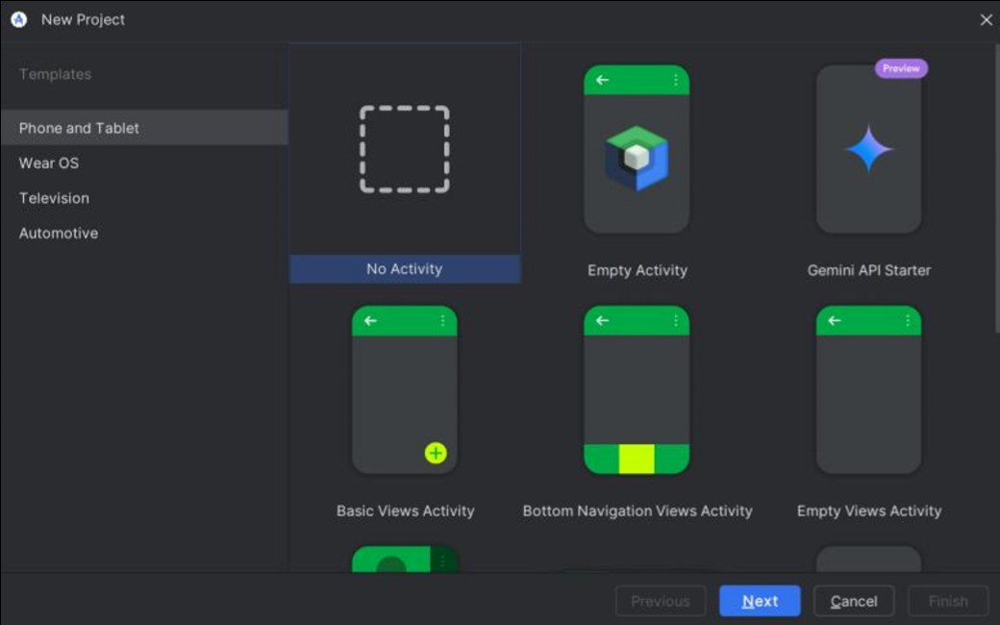 New Project
Templates
Phone and Tablet
Wear OS
Television
Automotive
Preview
No Activity
Empty Activity
Gemini API Starter
Basic Views Activity
Bottom Navigation Views Activity
Empty Views Activity
Previous
Next
Cancel
Finish